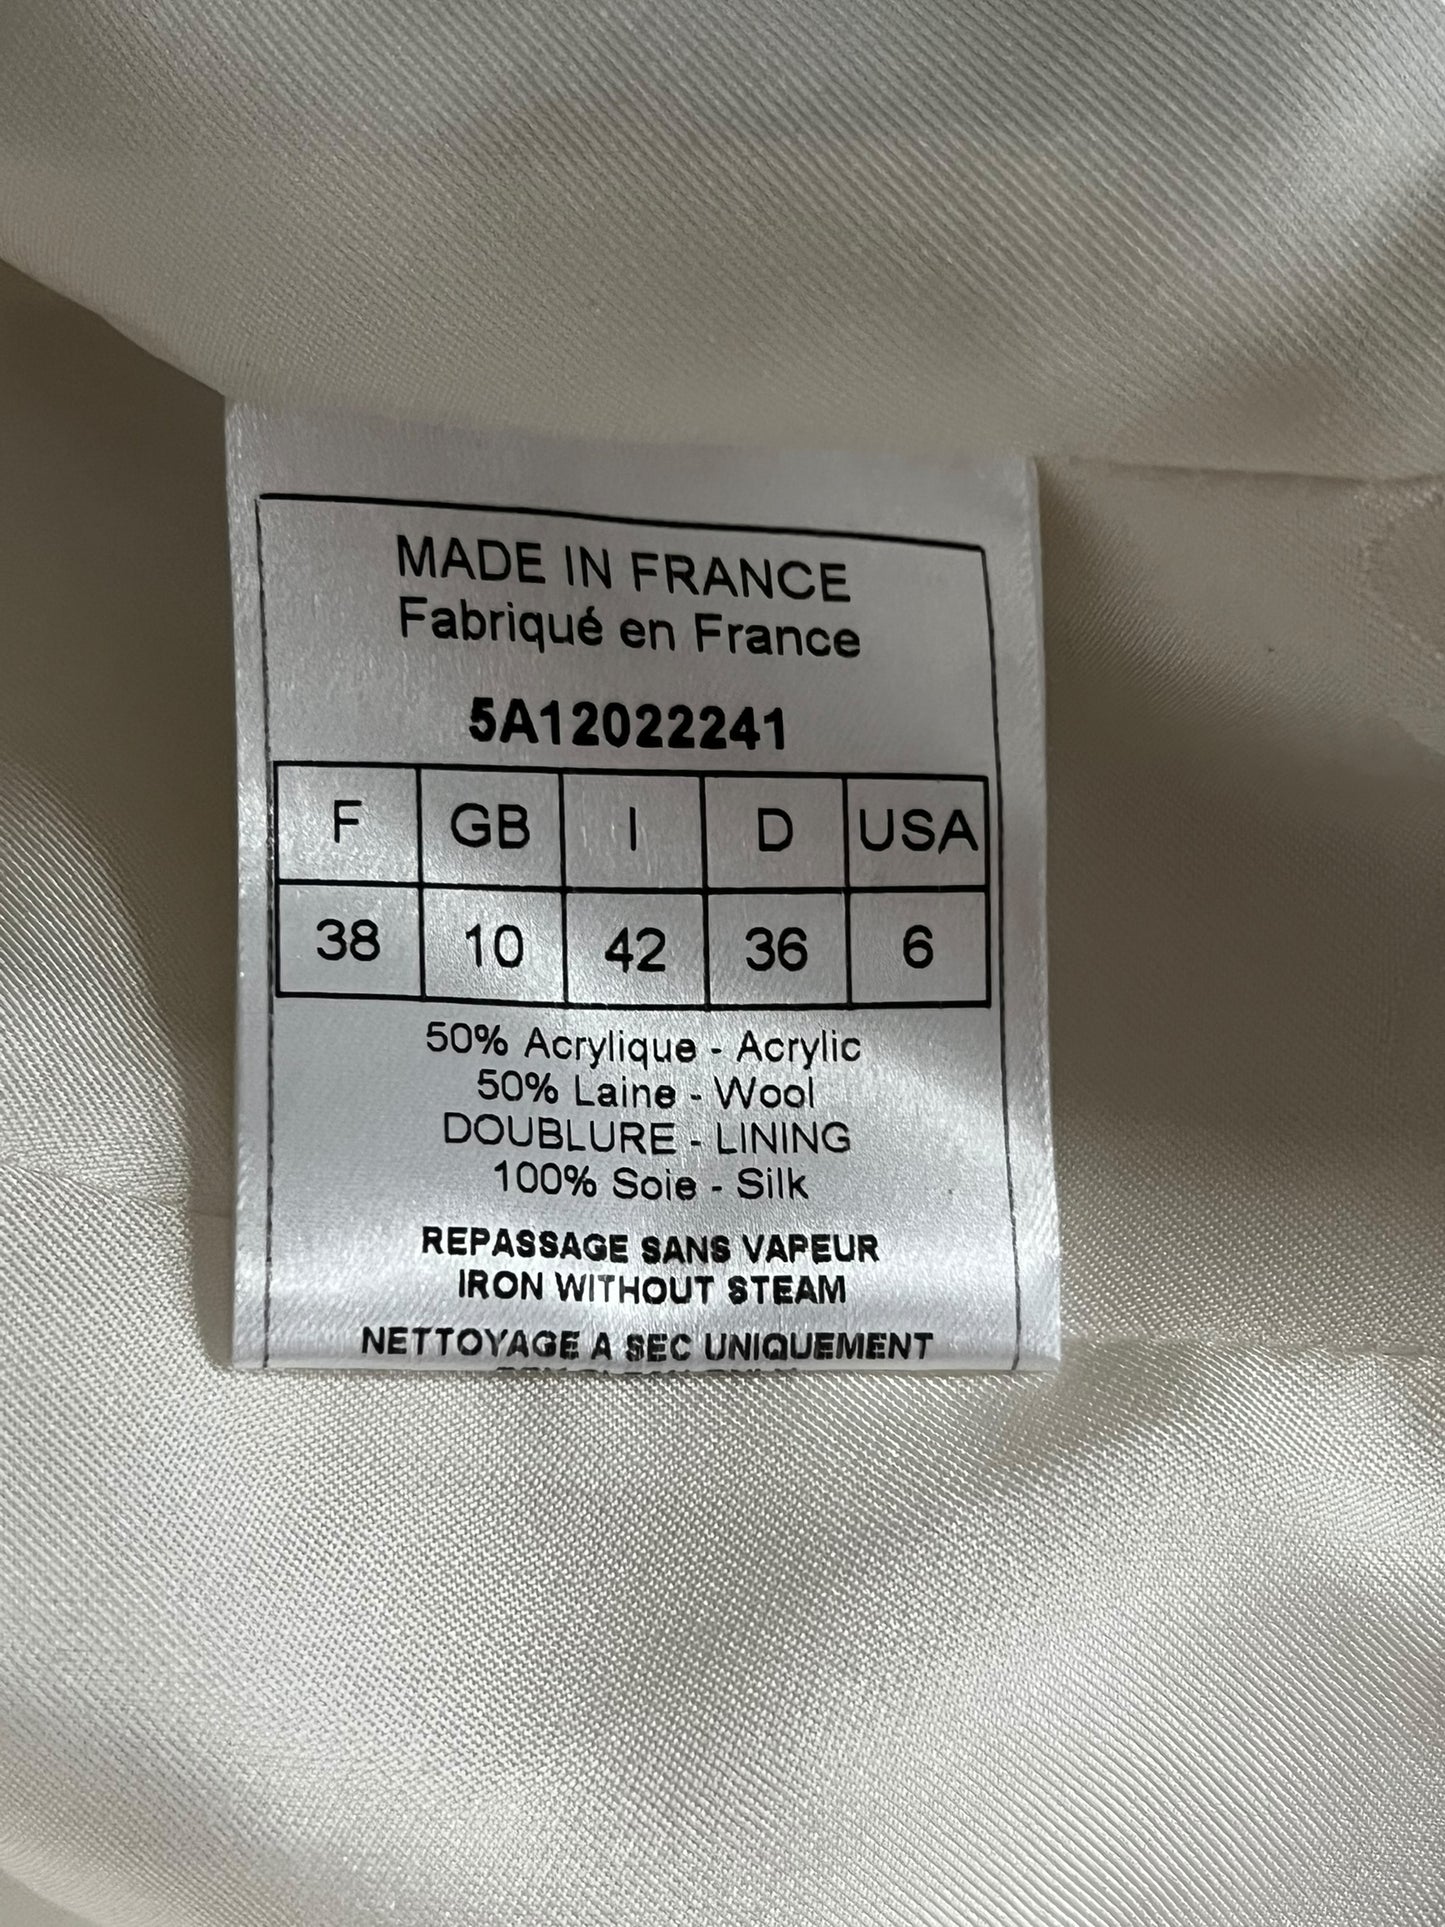 MADE IN FRANCE
Fabriqué en France
5A12022241
F GB I D USA
38 10 42 36 6
50% Acrylique - Acrylic
50% Laine - Wool
DOUBLURE - LINING
100% Soie - Silk
REPASSAGE SANS VAPEUR
IRON WITHOUT STEAM
NETTOYAGE A SEC UNIQUEMENT